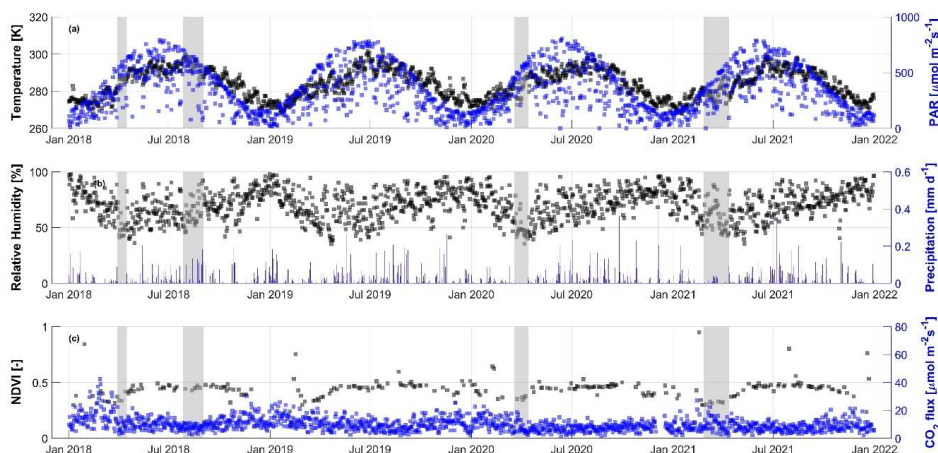 (a)
Temperature [K]
320
300
280
260
1000
500
0
PAR [μmol m-2s-1]
Jan 2018 Jul 2018 Jan 2019 Jul 2019 Jan 2020 Jul 2020 Jan 2021 Jul 2021 Jan 2022
(b)
Relative Humidity [%]
100
50
0
0.6
0.4
0.2
0
Precipitation [mm d-1]
Jan 2018 Jul 2018 Jan 2019 Jul 2019 Jan 2020 Jul 2020 Jan 2021 Jul 2021 Jan 2022
(c)
NDVI [-]
1
0.5
0
80
60
40
20
0
CO2 flux [μmol m-2s-1]
Jan 2018 Jul 2018 Jan 2019 Jul 2019 Jan 2020 Jul 2020 Jan 2021 Jul 2021 Jan 2022